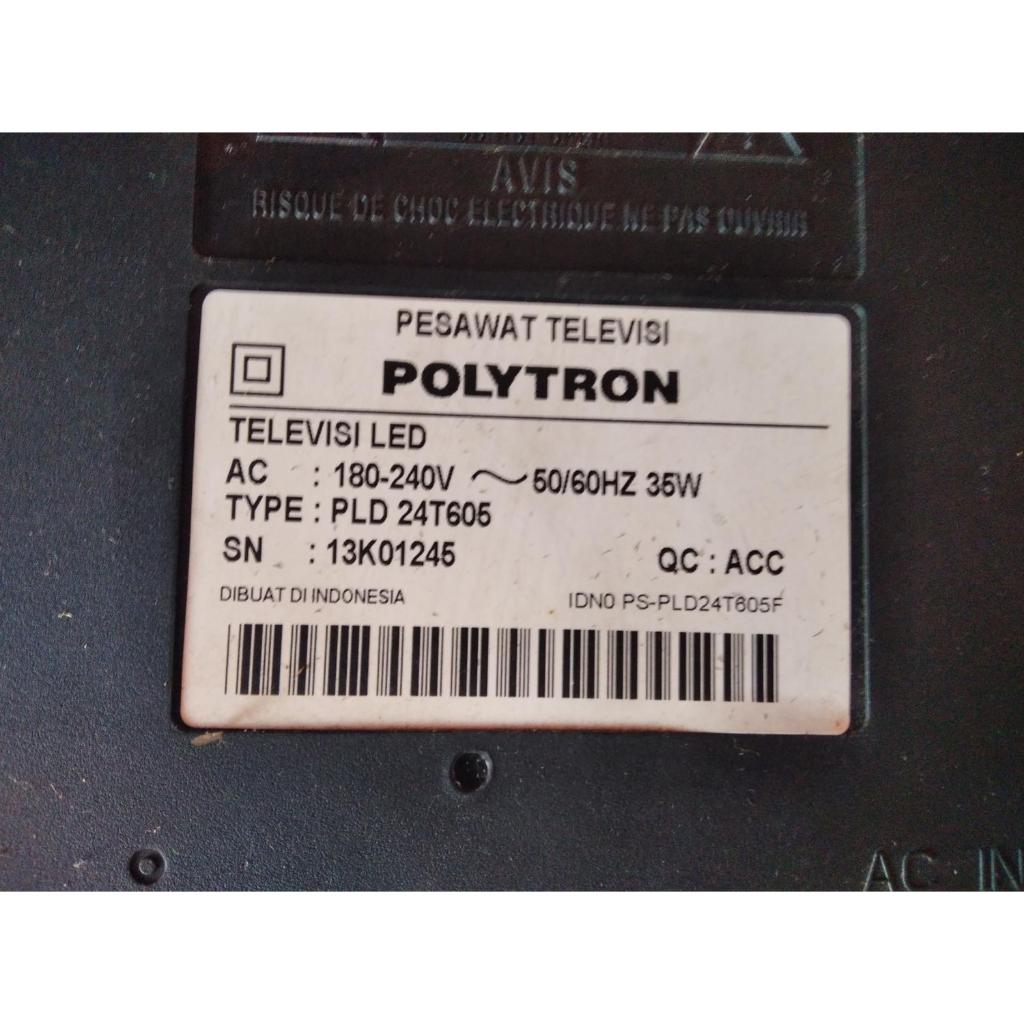 AVIS
RISQUE DE CHOC ELECTRIQUE NE PAS OUVRIR
PESAWAT TELEVISI
POLYTRON
TELEVISI LED
AC : 180-240V ~ 50/60HZ 35W
TYPE : PLD 24T605
SN : 13K01245 QC : ACC
DIBUAT DI INDONESIA IDN0 PS-PLD24T605F
AC IN